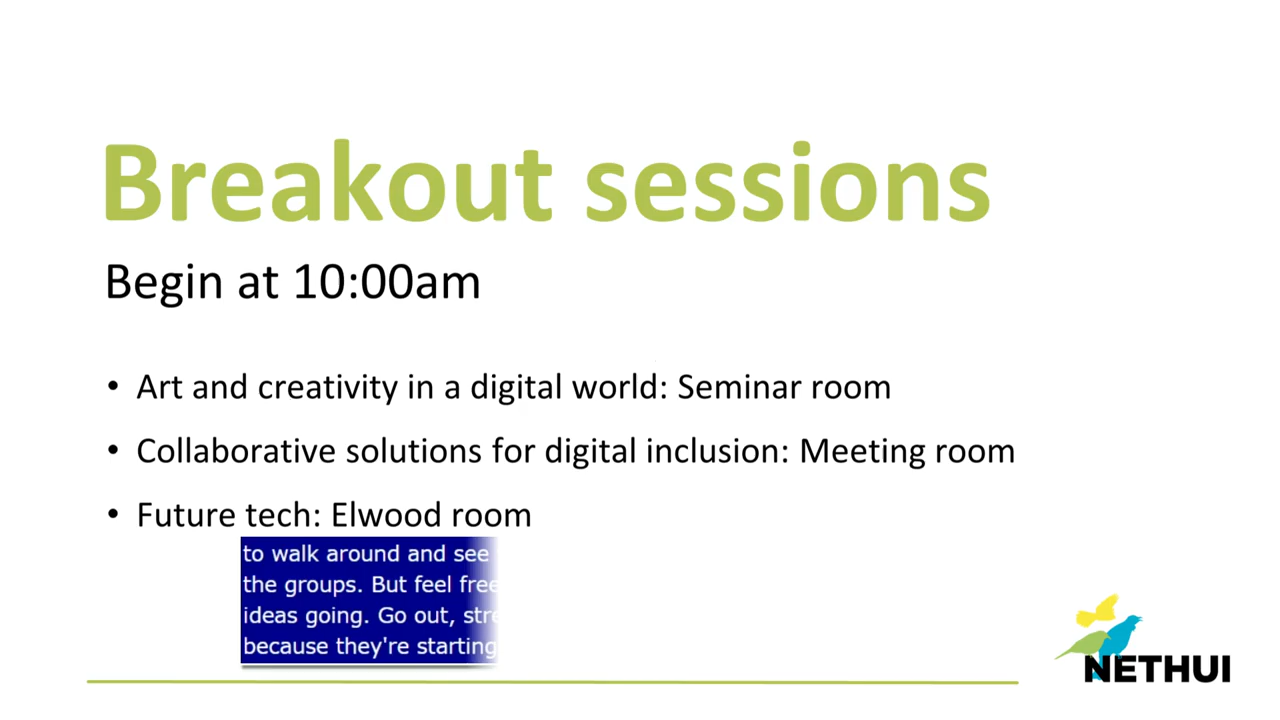 Breakout sessions
Begin at 10:00am
• Art and creativity in a digital world: Seminar room
• Collaborative solutions for digital inclusion: Meeting room
• Future tech: Elwood room
to walk around and see
the groups. But feel free
ideas going. Go out,
because they're starting
NETHUI